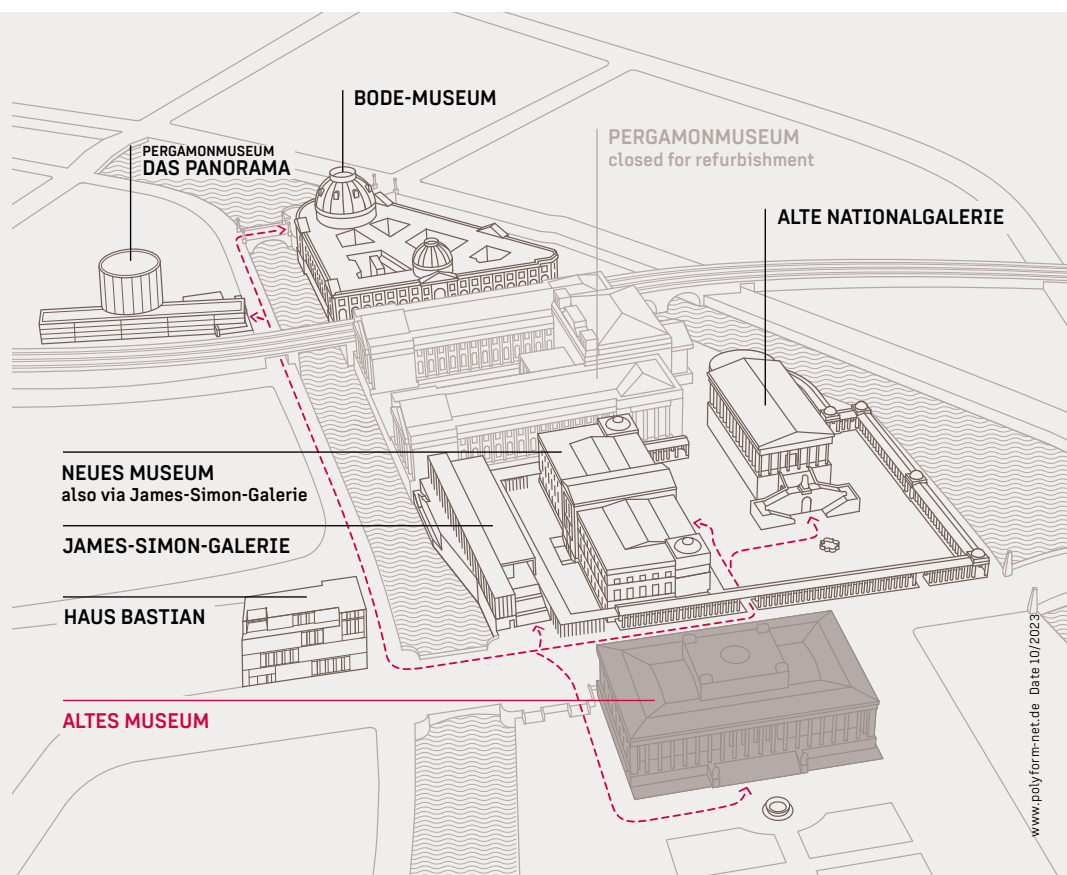 BODE-MUSEUM
PERGAMONMUSEUM
closed for refurbishment
PERGAMONMUSEUM
DAS PANORAMA
ALTE NATIONALGALERIE
NEUES MUSEUM
also via James-Simon-Galerie
JAMES-SIMON-GALERIE
HAUS BASTIAN
ALTES MUSEUM
www.polyform-net.de Date 10/2023